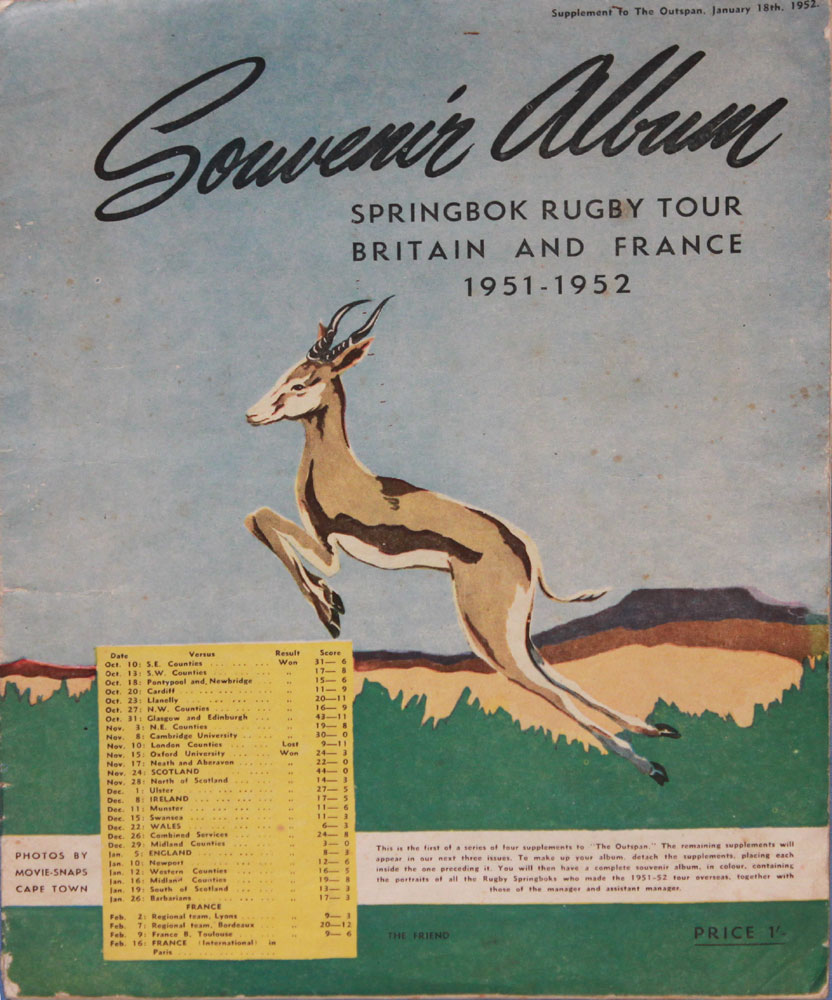 Supplement To The Outspan, January 18th, 1952.
Souvenir Album
SPRINGBOK RUGBY TOUR
BRITAIN AND FRANCE
1951-1952
Date Versus Result Score
Oct. 10: S.E. Counties ... ... ... Won 31— 6
Oct. 13: S.W. Counties ... ... ... ,, 17— 8
Oct. 18: Pontypool and Newbridge ,, 15— 6
Oct. 20: Cardiff ... ... ... ... ,, 11— 9
Oct. 23: Llanelly ... ... ... ... ,, 20—11
Oct. 27: N.W. Counties ... ... ,, 16— 9
Oct. 31: Glasgow and Edinburgh ... ,, 43—11
Nov. 3: N.E. Counties ... ... ,, 19— 8
Nov. 8: Cambridge University ... ,, 30— 0
Nov. 10: London Counties ... ... Lost 9—11
Nov. 15: Oxford University ... Won 24— 3
Nov. 17: Neath and Aberavon ... ,, 22— 0
Nov. 24: SCOTLAND ... ... ,, 44— 0
Nov. 28: North of Scotland ... ... ,, 14— 3
Dec. 1: Ulster ... ... ... ... ,, 27— 5
Dec. 8: IRELAND ... ... ... ,, 17— 5
Dec. 11: Munster ... ... ... ... ,, 11— 6
Dec. 15: Swansea ... ... ... ... ,, 11— 3
Dec. 22: WALES ... ... ... ... ,, 6— 3
Dec. 26: Combined Services ... ... ,, 24— 8
Dec. 29: Midland Counties ... ... ,, 3— 0
Jan. 5: ENGLAND ... ... ... ,, 8— 3
Jan. 10: Newport ... ... ... ... ,, 12— 6
Jan. 12: Western Counties ... ... ,, 16— 5
Jan. 16: Midland Counties ... ... ,, 19— 8
Jan. 19: South of Scotland ... ... ,, 13— 3
Jan. 26: Barbarians ... ... ... ,, 17— 3
FRANCE
Feb. 2: Regional team, Lyons ... ,, 9— 3
Feb. 7: Regional team, Bordeaux ... ,, 20—12
Feb. 9: France B, Toulouse ... ,, 9— 6
Feb. 16: FRANCE (International) in
Paris ... ... ... ... ...
PHOTOS BY
MOVIE-SNAPS
CAPE TOWN
This is the first of a series of four supplements to "The Outspan." The remaining supplements will
appear in our next three issues. To make up your album, detach the supplements, placing each
inside the one preceding it. You will then have a complete souvenir album, in colour, containing
the portraits of all the Rugby Springboks who made the 1951-52 tour overseas, together with
those of the manager and assistant manager.
THE FRIEND
PRICE 1'-